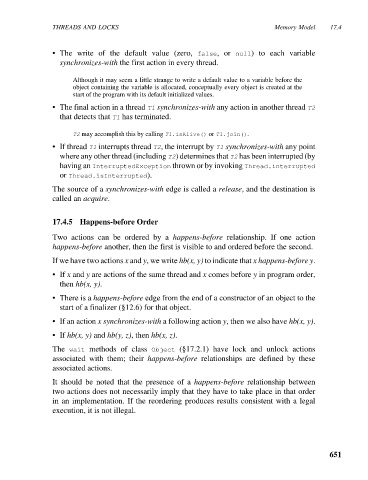 THREADS AND LOCKS Memory Model 17.4
• The write of the default value (zero, false, or null) to each variable
synchronizes-with the first action in every thread.
Although it may seem a little strange to write a default value to a variable before the
object containing the variable is allocated, conceptually every object is created at the
start of the program with its default initialized values.
• The final action in a thread T1 synchronizes-with any action in another thread T2
that detects that T1 has terminated.
T2 may accomplish this by calling T1.isAlive() or T1.join().
• If thread T1 interrupts thread T2, the interrupt by T1 synchronizes-with any point
where any other thread (including T2) determines that T2 has been interrupted (by
having an InterruptedException thrown or by invoking Thread.interrupted
or Thread.isInterrupted).
The source of a synchronizes-with edge is called a release, and the destination is
called an acquire.
17.4.5 Happens-before Order
Two actions can be ordered by a happens-before relationship. If one action
happens-before another, then the first is visible to and ordered before the second.
If we have two actions x and y, we write hb(x, y) to indicate that x happens-before y.
• If x and y are actions of the same thread and x comes before y in program order,
then hb(x, y).
• There is a happens-before edge from the end of a constructor of an object to the
start of a finalizer (§12.6) for that object.
• If an action x synchronizes-with a following action y, then we also have hb(x, y).
• If hb(x, y) and hb(y, z), then hb(x, z).
The wait methods of class Object (§17.2.1) have lock and unlock actions
associated with them; their happens-before relationships are defined by these
associated actions.
It should be noted that the presence of a happens-before relationship between
two actions does not necessarily imply that they have to take place in that order
in an implementation. If the reordering produces results consistent with a legal
execution, it is not illegal.
651